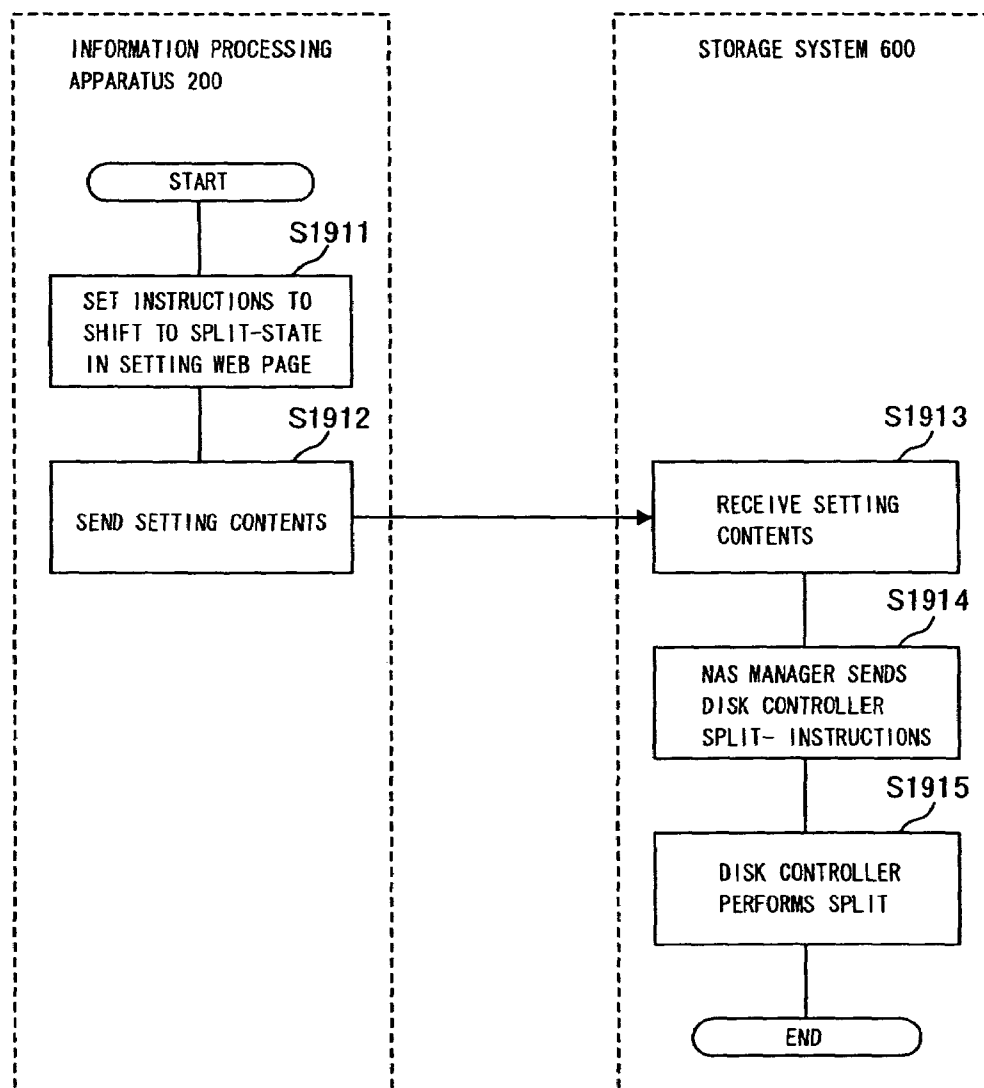 INFORMATION PROCESSING
APPARATUS 200
START
S1911
SET INSTRUCTIONS TO
SHIFT TO SPLIT-STATE
IN SETTING WEB PAGE
S1912
SEND SETTING CONTENTS
STORAGE SYSTEM 600
S1913
RECEIVE SETTING
CONTENTS
S1914
NAS MANAGER SENDS
DISK CONTROLLER
SPLIT- INSTRUCTIONS
S1915
DISK CONTROLLER
PERFORMS SPLIT
END